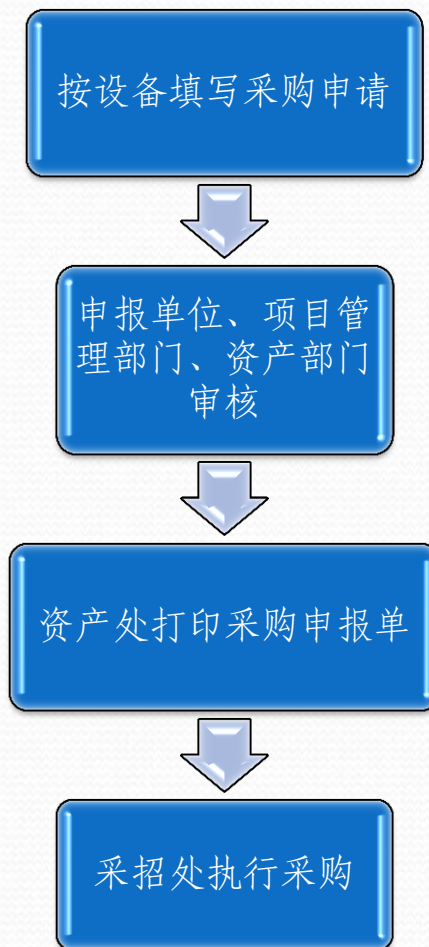 按设备填写采购申请
申报单位、项目管
理部门、资产部门
审核
资产处打印采购申报单
采招处执行采购